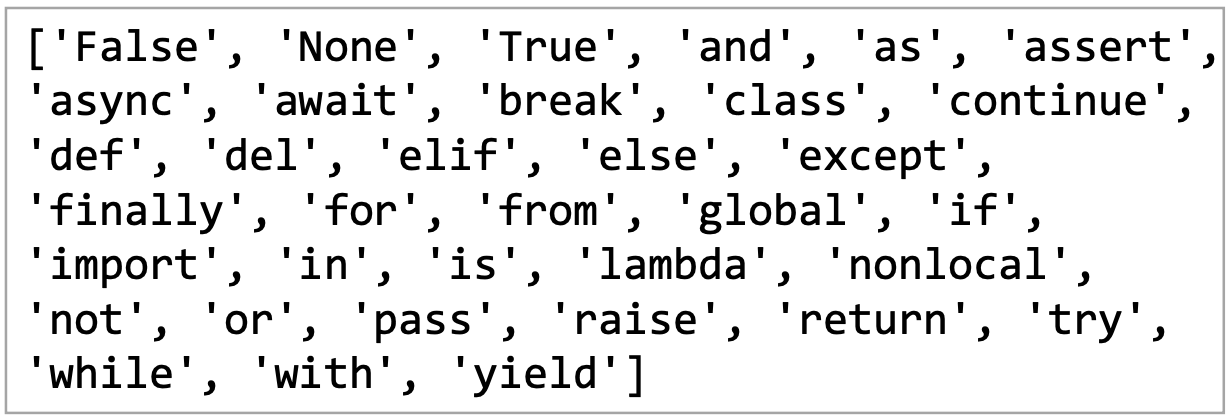 ['False', 'None', 'True', 'and', 'as', 'assert',
'async', 'await', 'break', 'class', 'continue',
'def', 'del', 'elif', 'else', 'except',
'finally', 'for', 'from', 'global', 'if',
'import', 'in', 'is', 'lambda', 'nonlocal',
'not', 'or', 'pass', 'raise', 'return', 'try',
'while', 'with', 'yield']